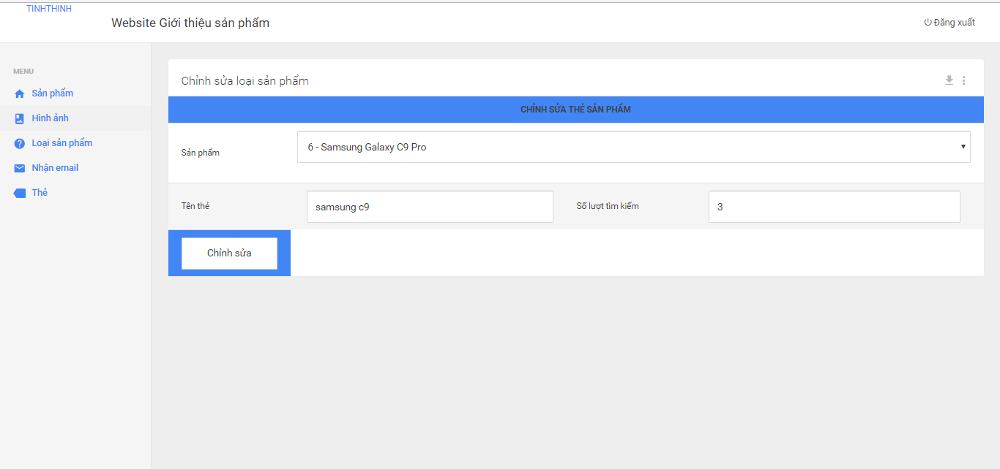 TINHTHINH
Website Giới thiệu sản phẩm
Đăng xuất
MENU
Sản phẩm
Hình ảnh
Loại sản phẩm
Nhận email
Thẻ
Chỉnh sửa loại sản phẩm
CHỈNH SỬA THẺ SẢN PHẨM
Sản phẩm
6 - Samsung Galaxy C9 Pro
Tên thẻ
samsung c9
Số lượt tìm kiếm
3
Chỉnh sửa